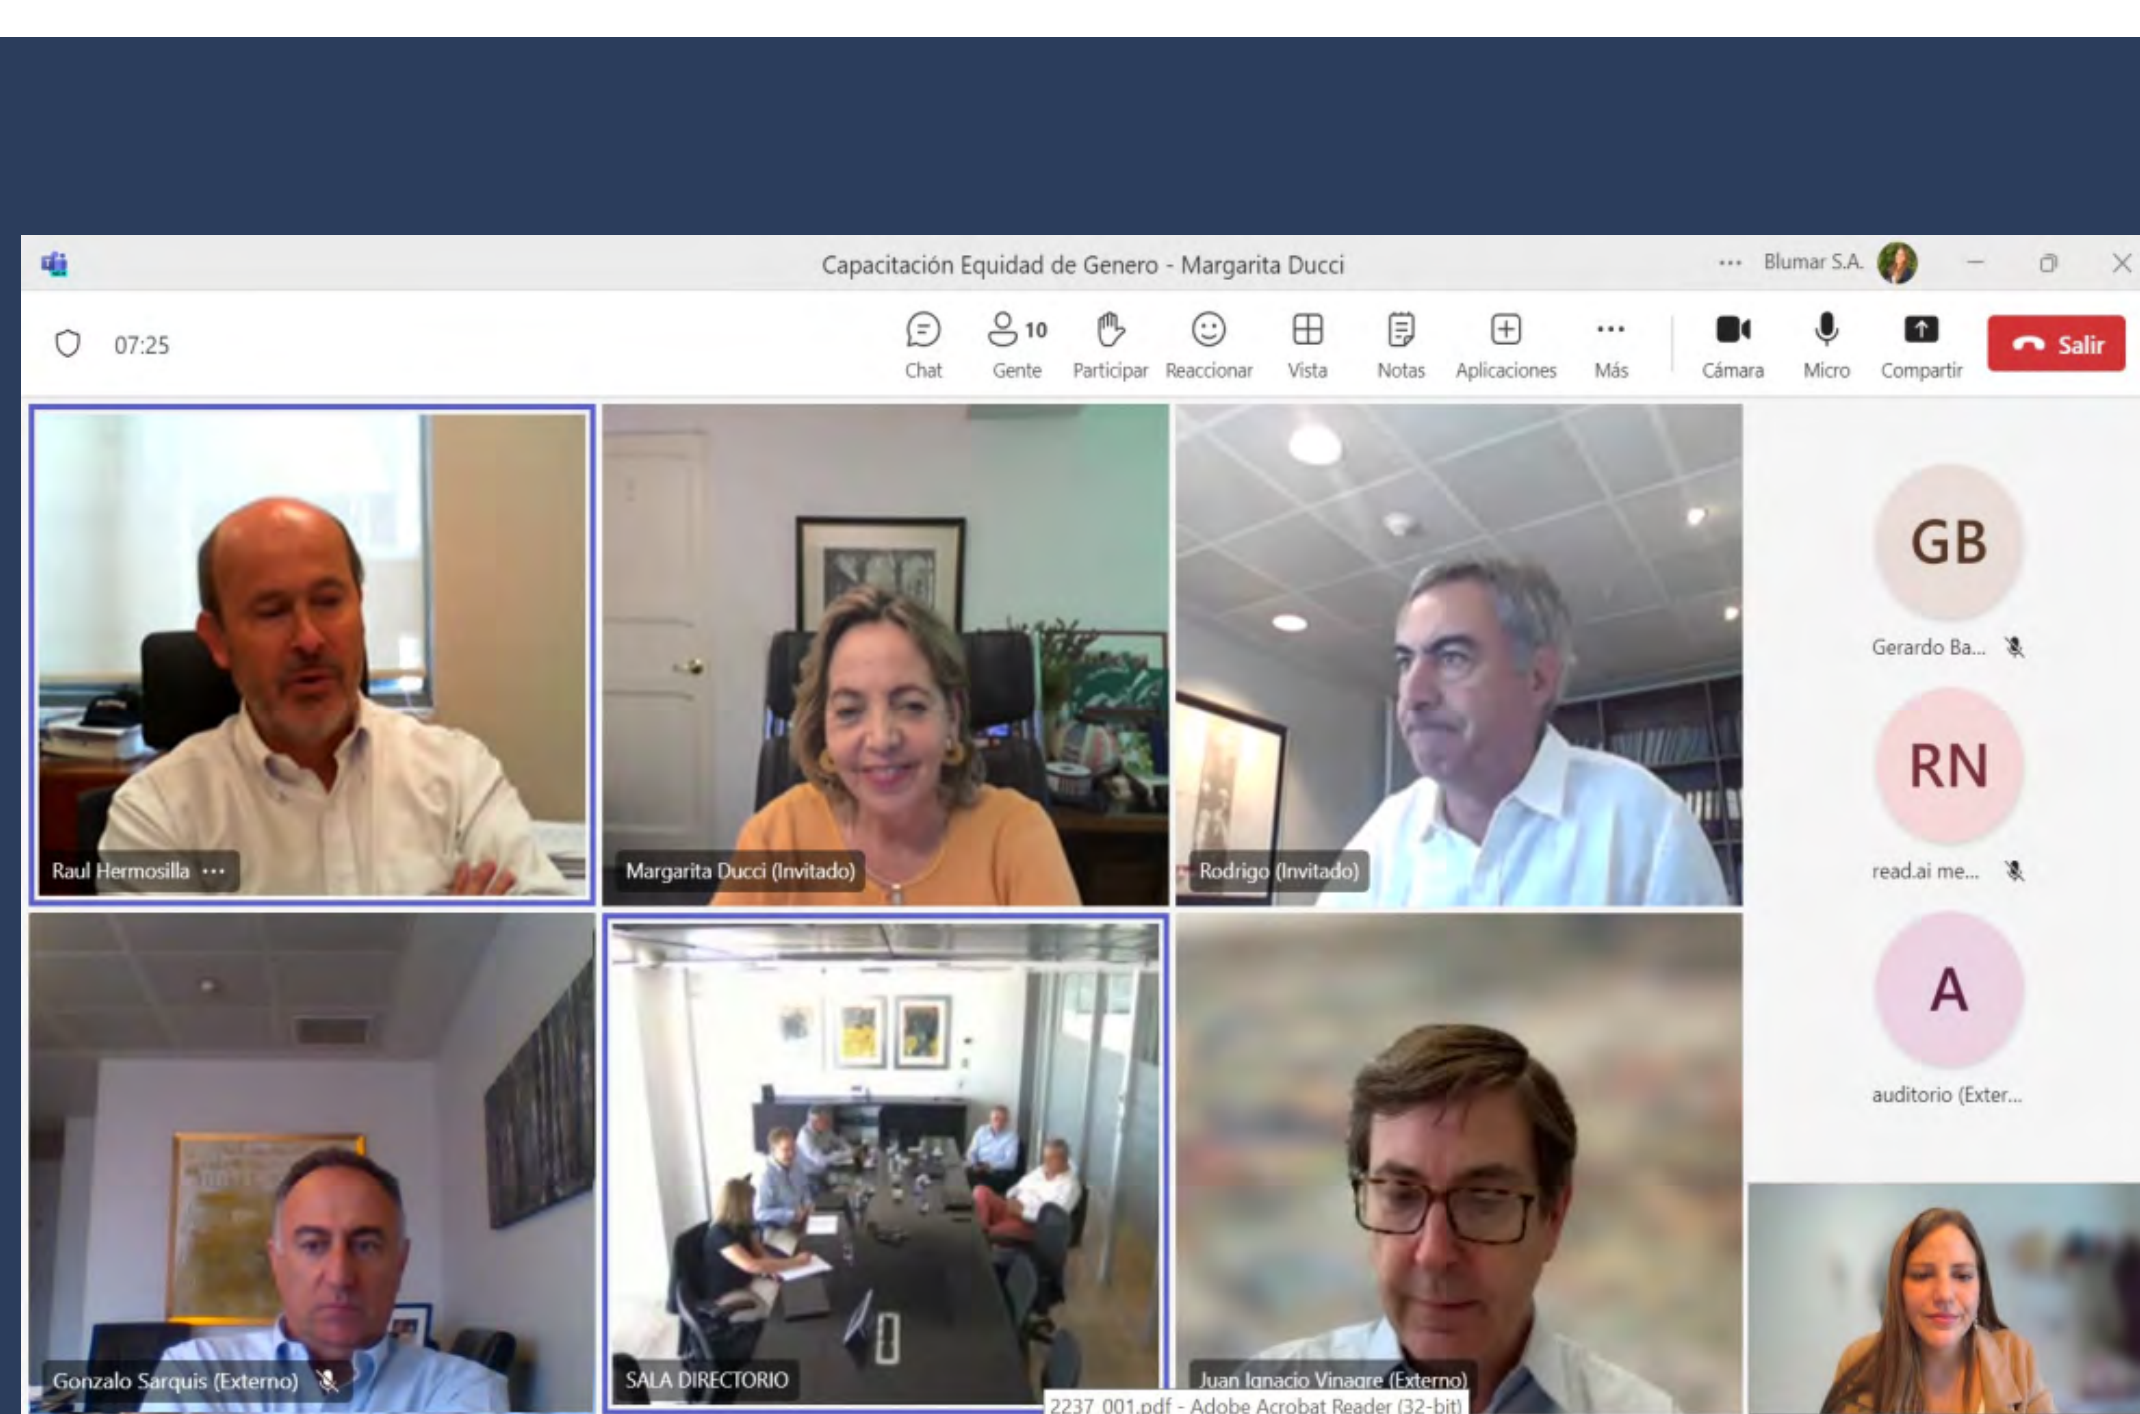 Capacitación Equidad de Genero - Margarita Ducci
Blumar S.A.
07:25
10
Chat
Gente
Participar
Reaccionar
Vista
Notas
Aplicaciones
Más
Cámara
Micro
Compartir
Salir
Raul Hermosilla
Margarita Ducci (Invitado)
Rodrigo (Invitado)
GB
Gerardo Ba...
RN
read.ai me...
A
auditorio (Exter...
Gonzalo Sarquis (Externo)
SALA DIRECTORIO
Juan Ignacio Vinagre (Externo)
2237_001.pdf - Adobe Acrobat Reader (32-bit)